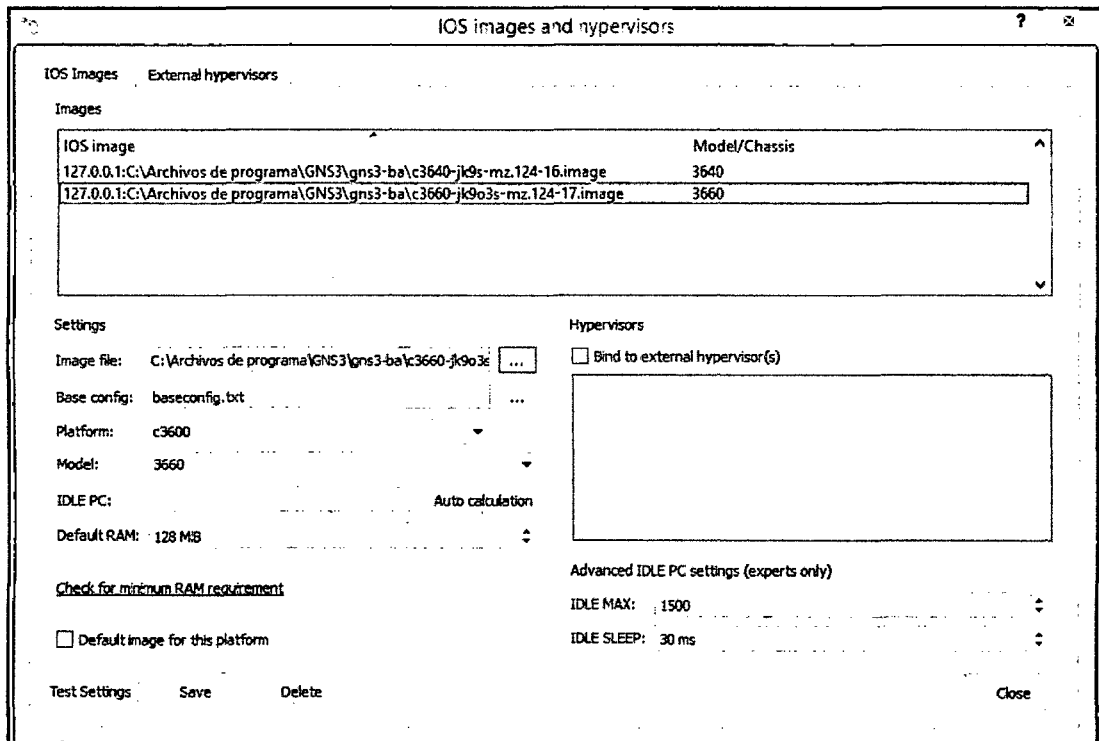 IOS images and hypervisors ?
IOS Images External hypervisors
Images
IOS image Model/Chassis
127.0.0.1:C:\Archivos de programa\GNS3\gns3-ba\c3640-jk9s-mz.124-16.image 3640
127.0.0.1:C:\Archivos de programa\GNS3\gns3-ba\c3660-jk9o3s-mz.124-17.image 3660
Settings Hypervisors
Image file: C:\Archivos de programa\GNS3\gns3-ba\c3660-jk9o3s ... Bind to external hypervisor(s)
Base config: baseconfig.txt ...
Platform: c3600
Model: 3660
IDLE PC: Auto calculation
Default RAM: 128 MiB
Advanced IDLE PC settings (experts only)
Check for minimum RAM requirement
IDLE MAX: 1500
Default image for this platform IDLE SLEEP: 30 ms
Test Settings Save Delete Close